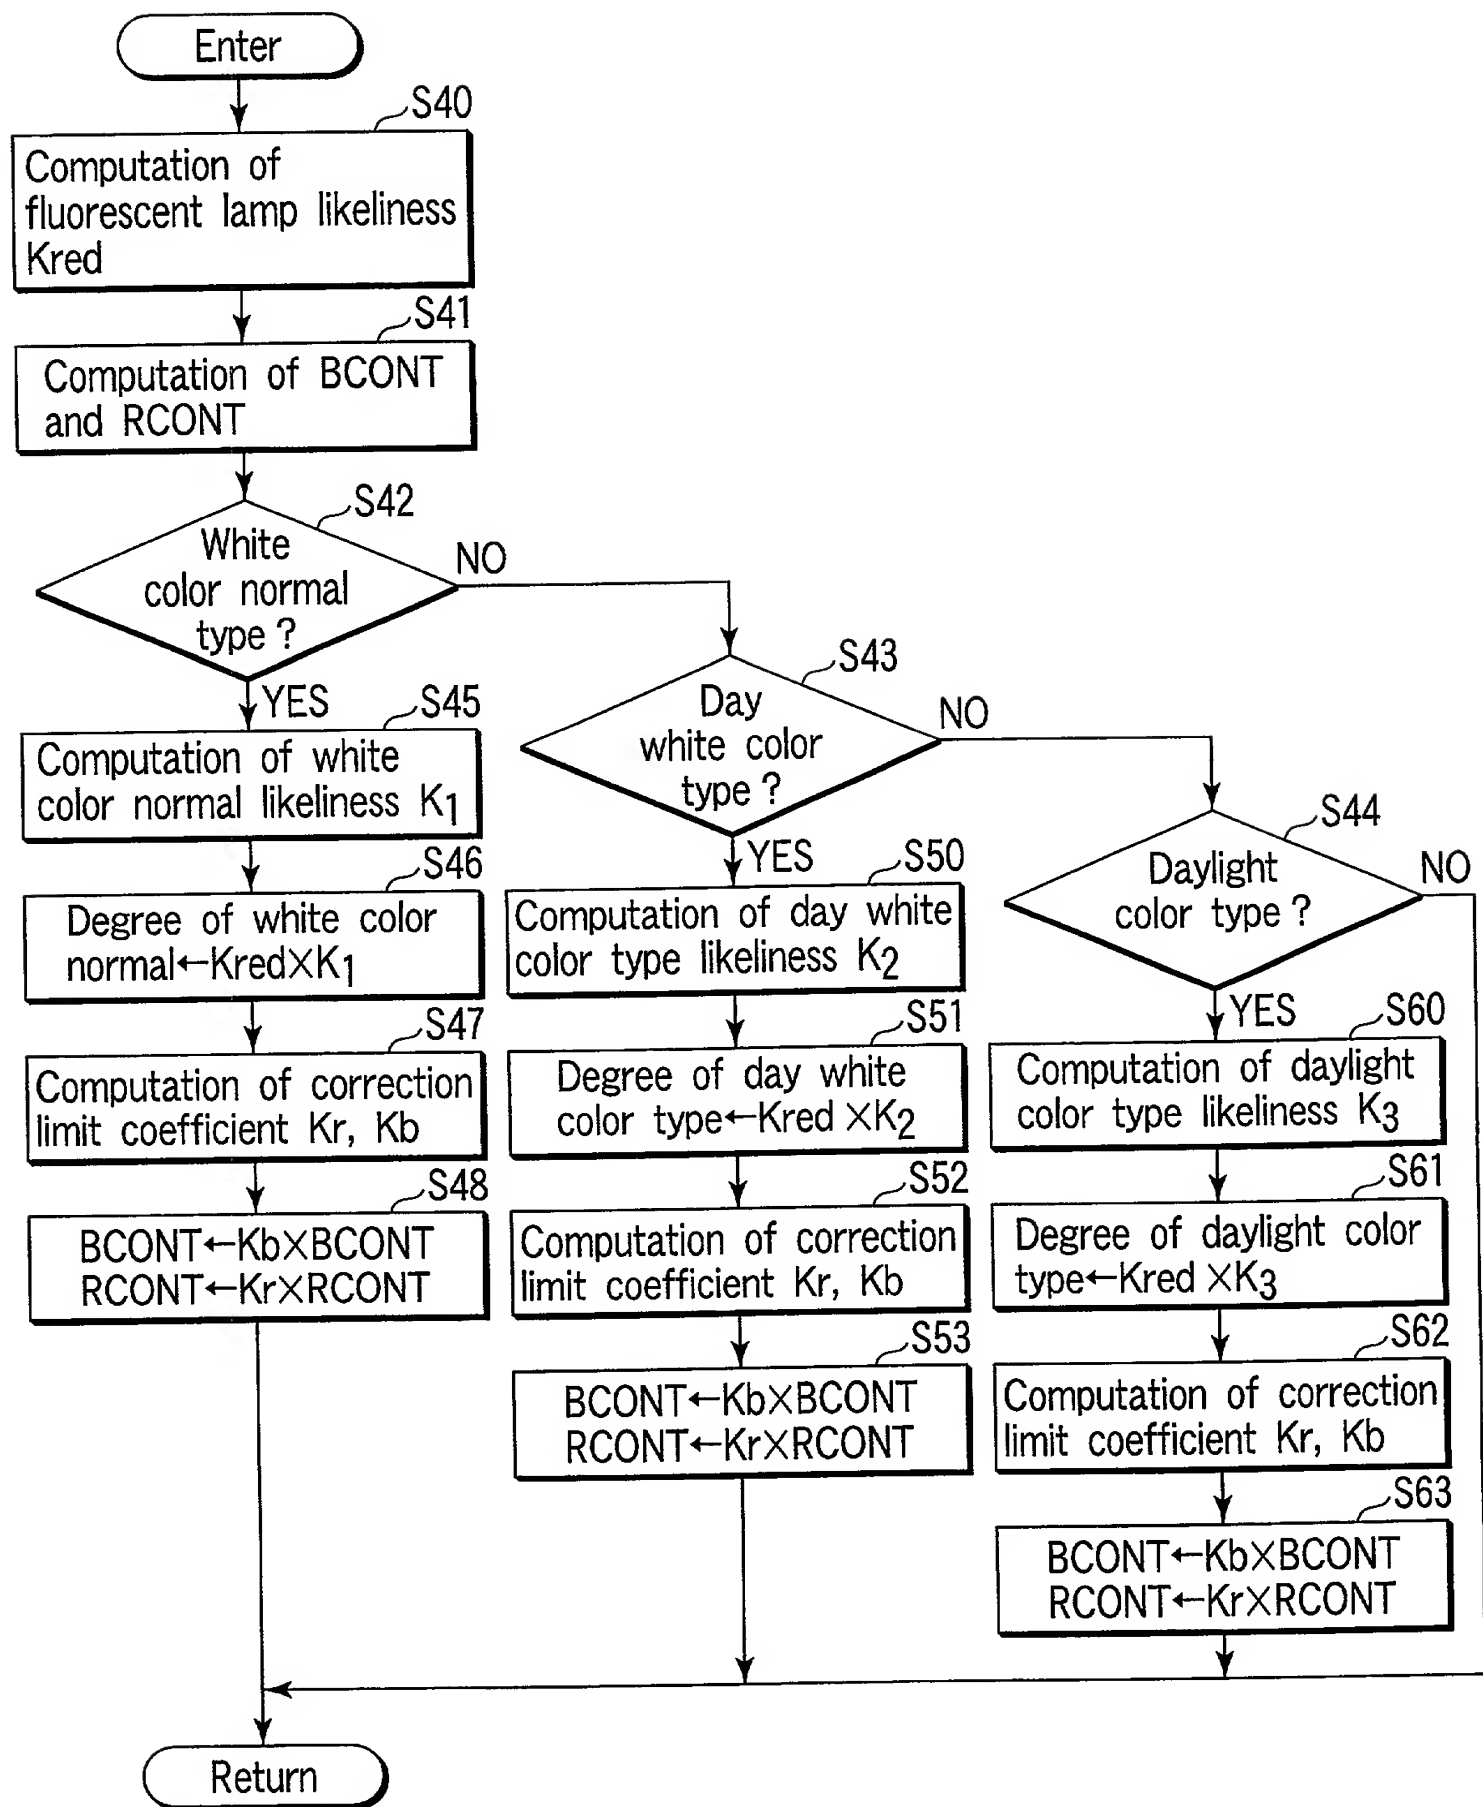 Enter
S40
Computation of
fluorescent lamp likeliness
Kred
S41
Computation of BCONT
and RCONT
S42
White
color normal
type?
NO
YES
S45
Computation of white
color normal likeliness K1
S46
Degree of white color
normal←Kred×K1
S47
Computation of correction
limit coefficient Kr, Kb
S48
BCONT←Kb×BCONT
RCONT←Kr×RCONT
S43
Day
white color
type?
NO
YES
S50
Computation of day white
color type likeliness K2
S51
Degree of day white
color type←Kred ×K2
S52
Computation of correction
limit coefficient Kr, Kb
S53
BCONT←Kb×BCONT
RCONT←Kr×RCONT
S44
Daylight
color type?
NO
YES
S60
Computation of daylight
color type likeliness K3
S61
Degree of daylight color
type←Kred ×K3
S62
Computation of correction
limit coefficient Kr, Kb
S63
BCONT←Kb×BCONT
RCONT←Kr×RCONT
Return